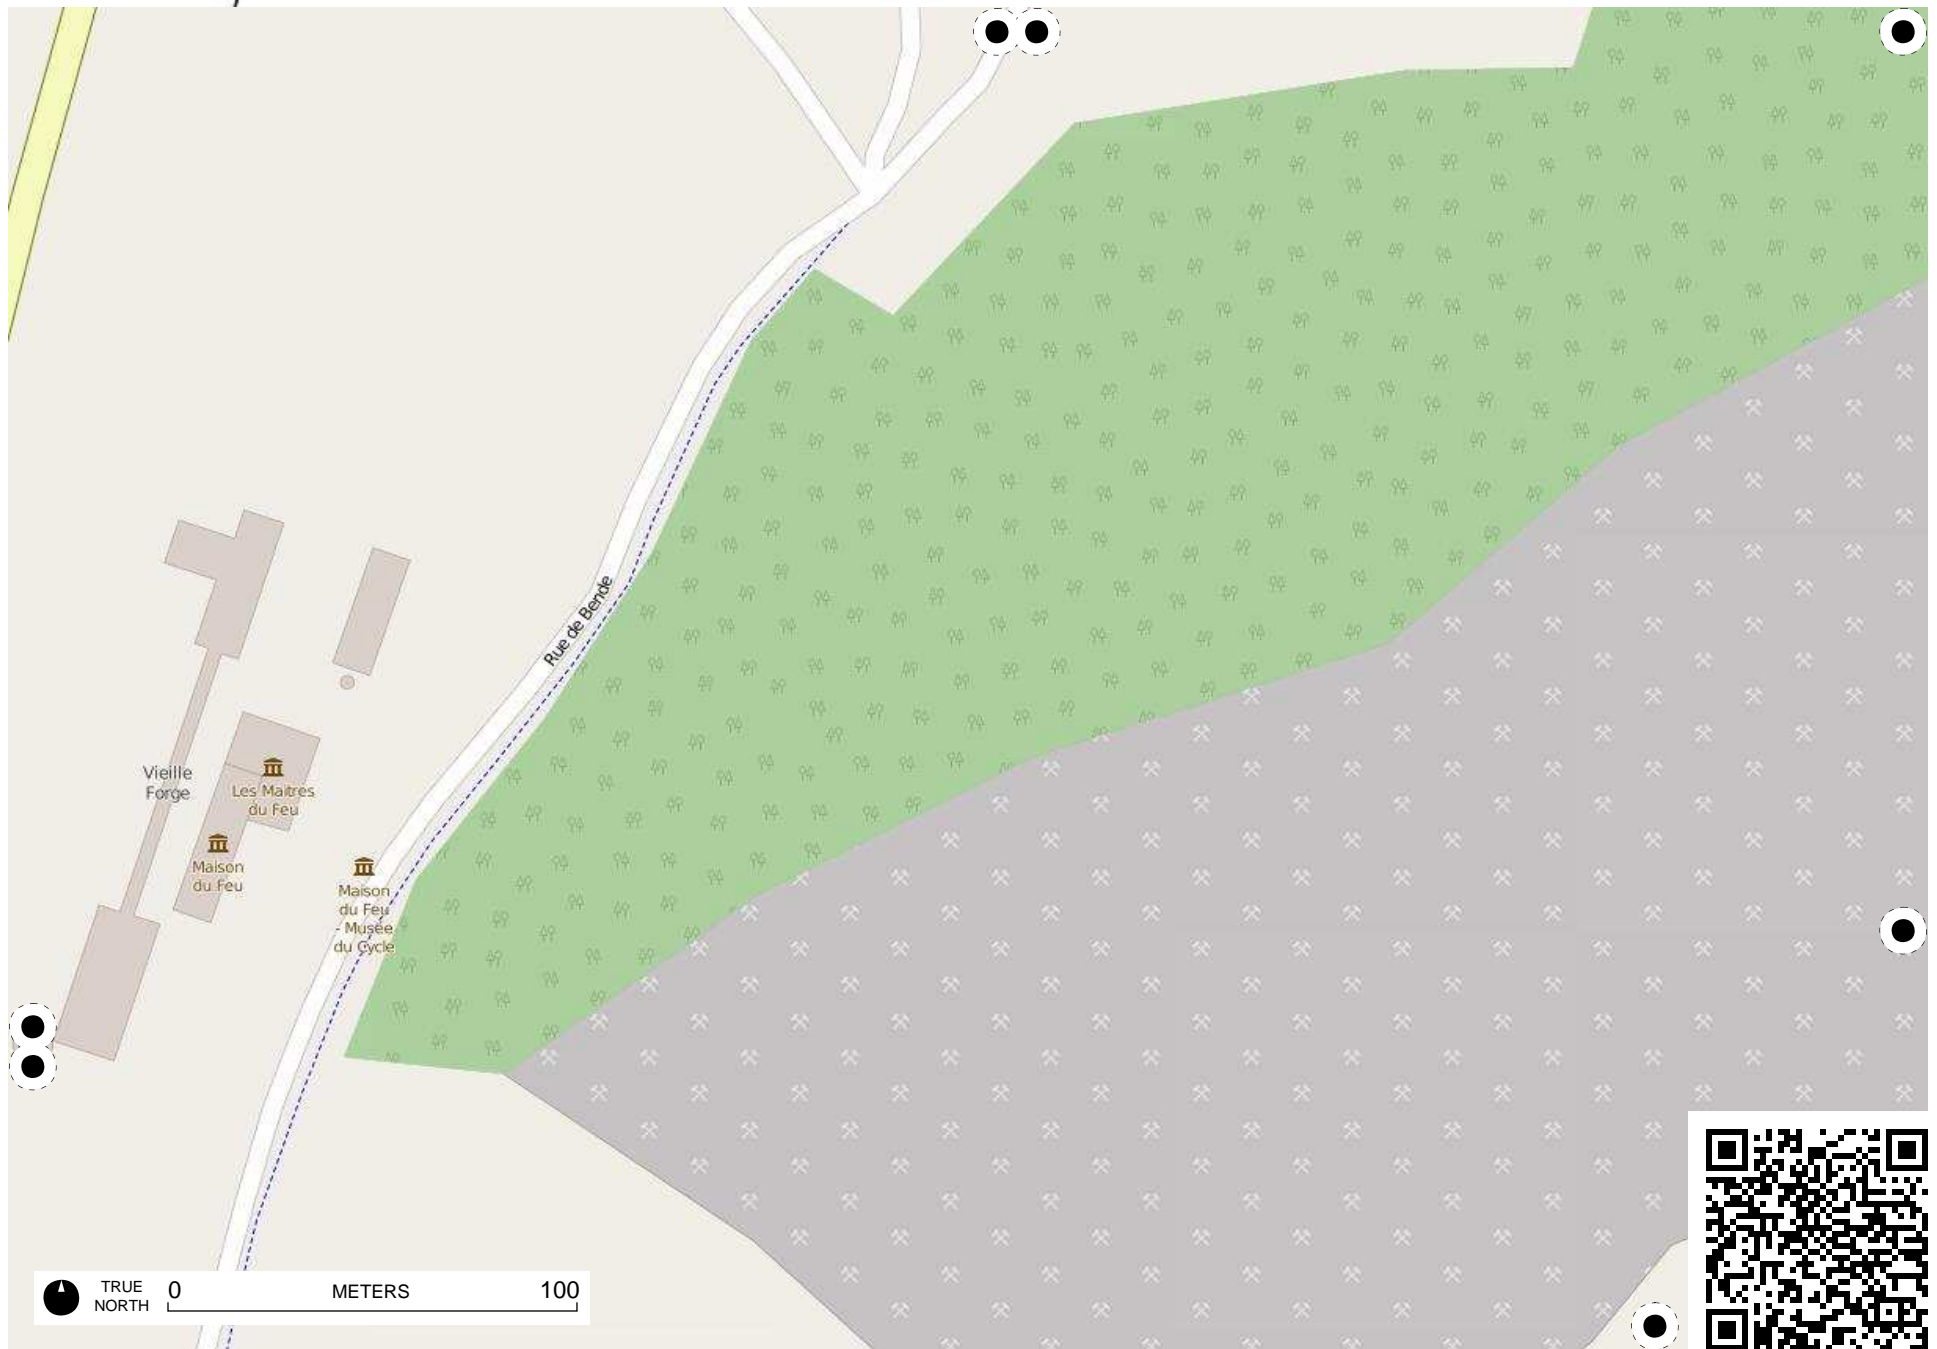 Rue de Bende
Vieille
Forge
Les Maitres
du Feu
Maison
du Feu
Maison
du Feu
- Musée
du Cycle
TRUE
NORTH
0
METERS
100